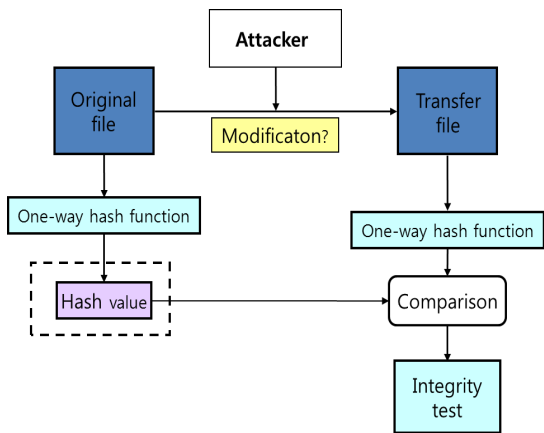 Attacker
Original
file
Transfer
file
Modificaton?
One-way hash function
One-way hash function
Hash value
Comparison
Integrity
test